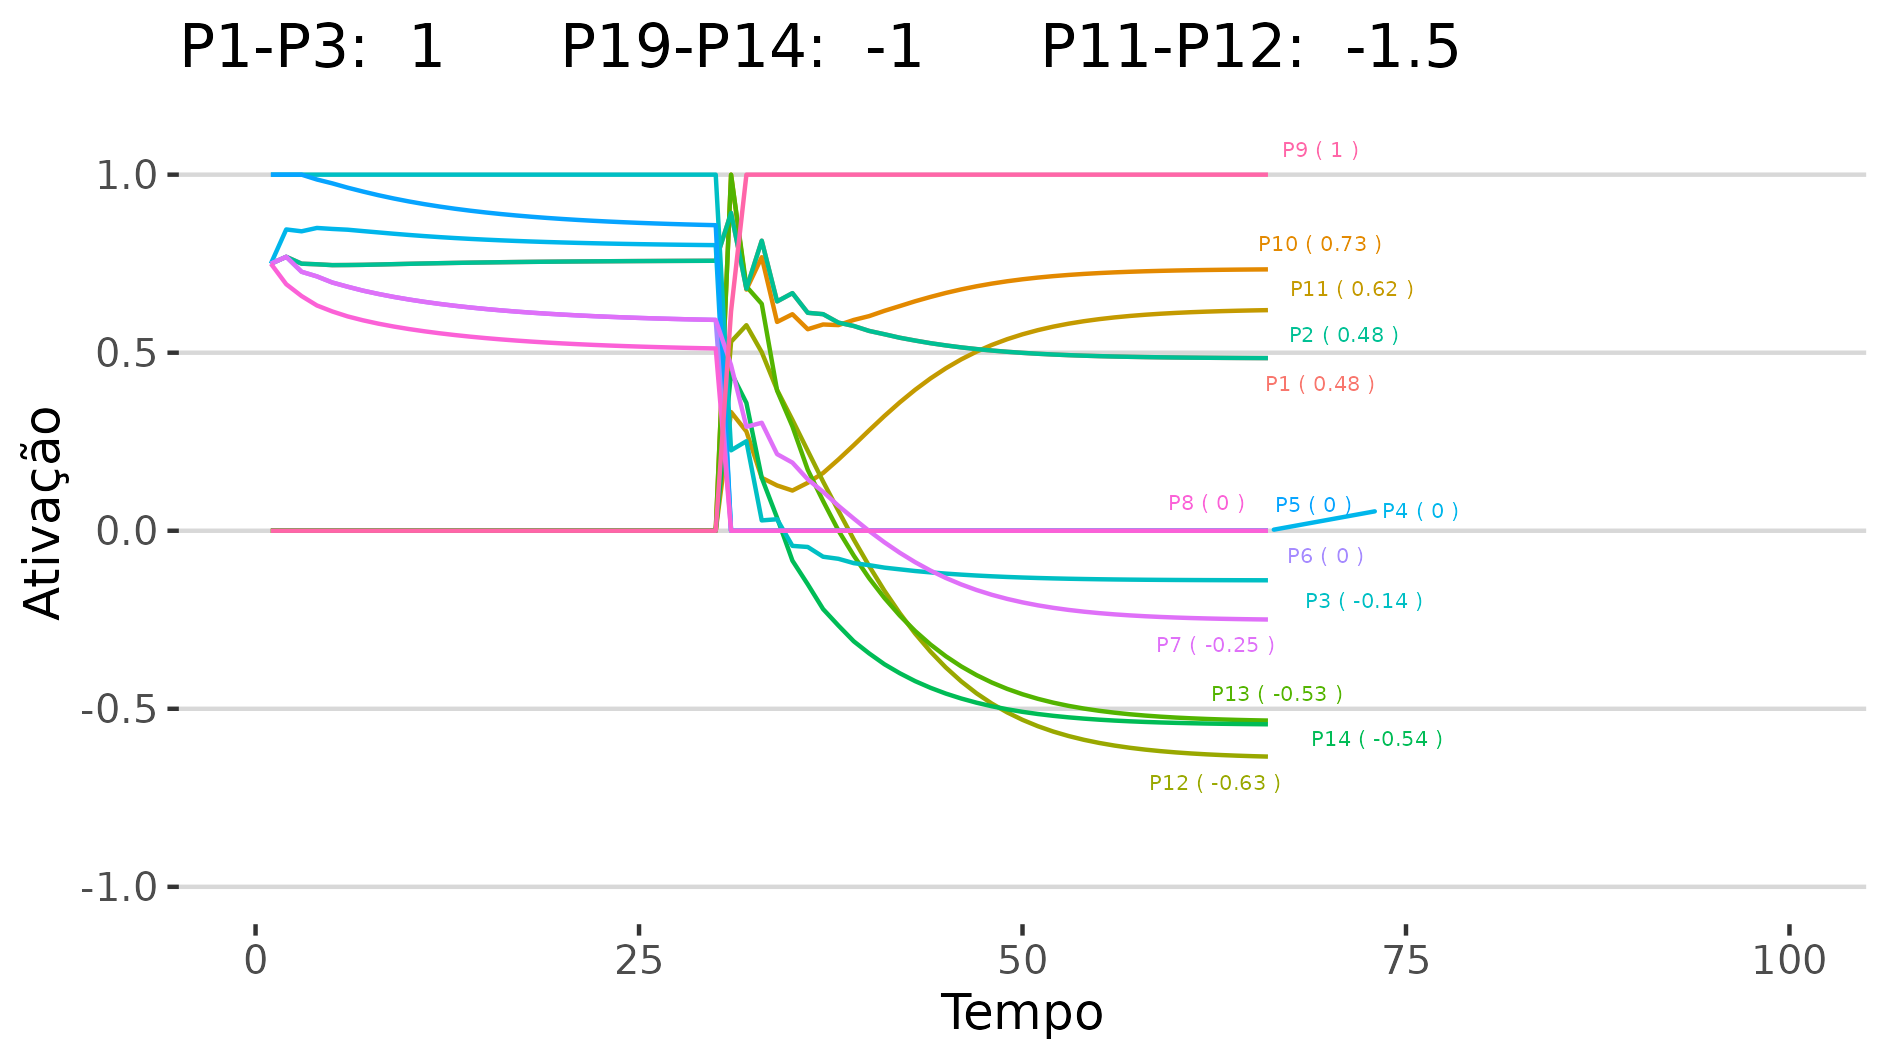 P1-P3: 1 P19-P14: -1 P11-P12: -1.5
P9 ( 1 )
1.0
P10 ( 0.73 )
P11 ( 0.62 )
P2 ( 0.48 )
0.5
P1 ( 0.48 )
P8 ( 0 ) P5 ( 0 ) P4 ( 0 )
0.0
P6 ( 0 )
P3 ( -0.14 )
P7 ( -0.25 )
P13 ( -0.53 )
-0.5
P14 ( -0.54 )
P12 ( -0.63 )
-1.0
Ativação
0 25 50 75 100
Tempo